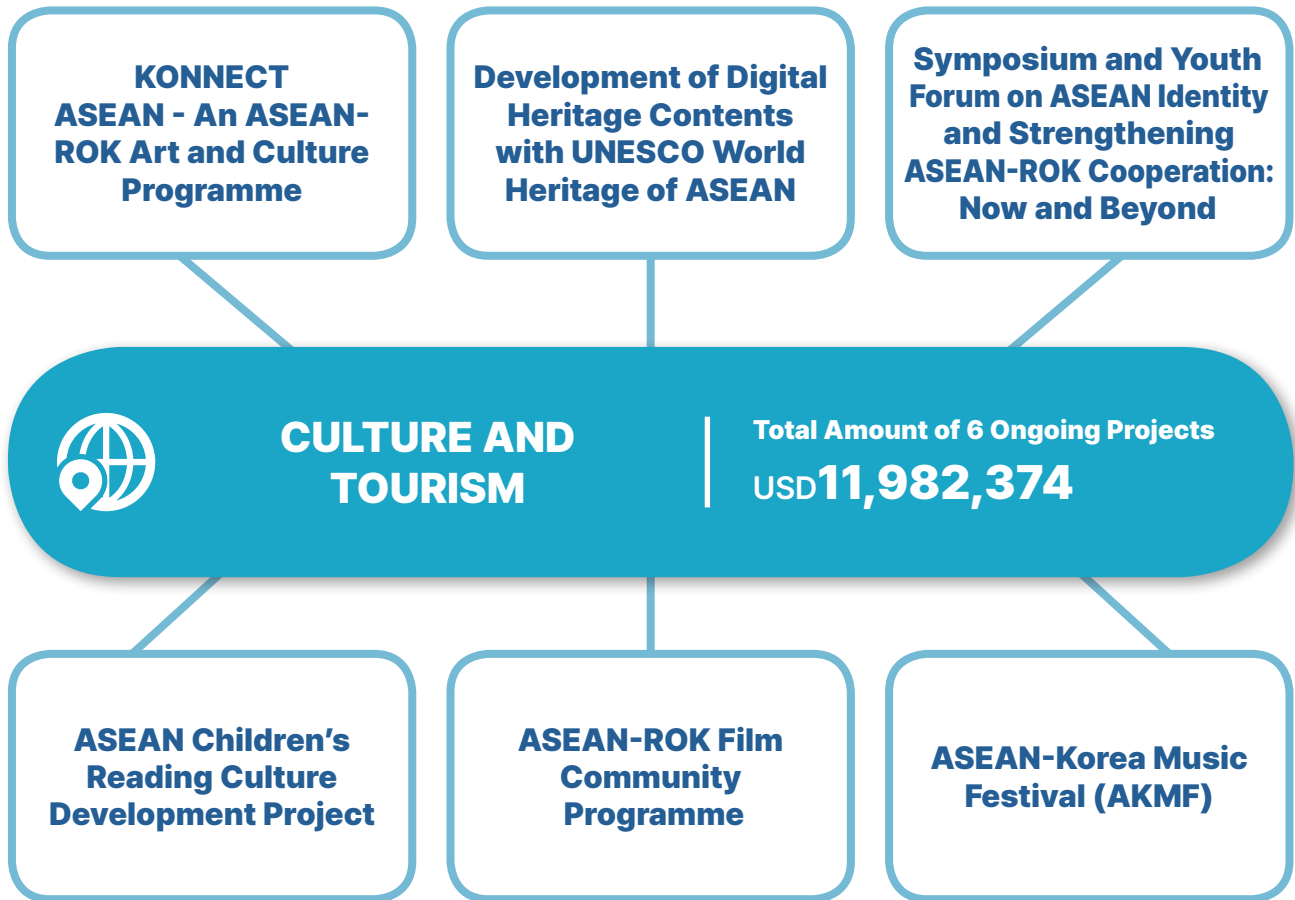 KONNECT
ASEAN - An ASEAN-
ROK Art and Culture
Programme
Development of Digital
Heritage Contents
with UNESCO World
Heritage of ASEAN
Symposium and Youth
Forum on ASEAN Identity
and Strengthening
ASEAN-ROK Cooperation:
Now and Beyond
CULTURE AND
TOURISM
Total Amount of 6 Ongoing Projects
USD11,982,374
ASEAN Children’s
Reading Culture
Development Project
ASEAN-ROK Film
Community
Programme
ASEAN-Korea Music
Festival (AKMF)